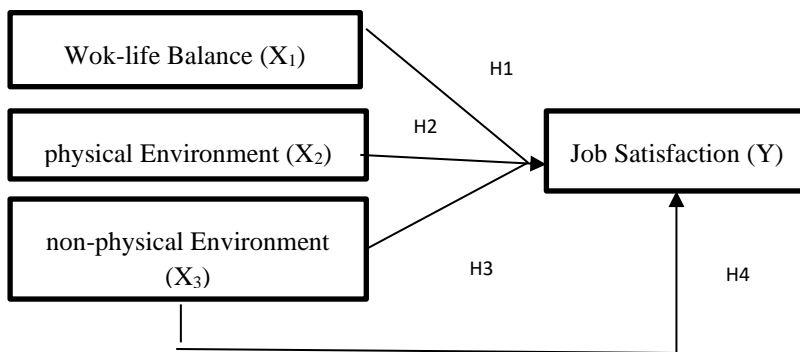 Wok-life Balance (X₁)
H1
H2
physical Environment (X₂)
Job Satisfaction (Y)
non-physical Environment
(X₃)
H3
H4